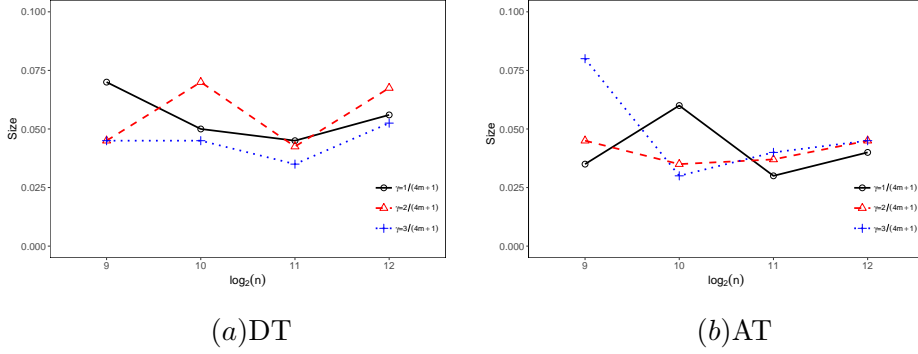 0.100
0.075
0.050
0.025
0.000
Size
9 10 11 12
log2(n)
γ=1/(4m+1)
γ=2/(4m+1)
γ=3/(4m+1)
(a)DT
0.100
0.075
0.050
0.025
0.000
Size
9 10 11 12
log2(n)
γ=1/(4m+1)
γ=2/(4m+1)
γ=3/(4m+1)
(b)AT